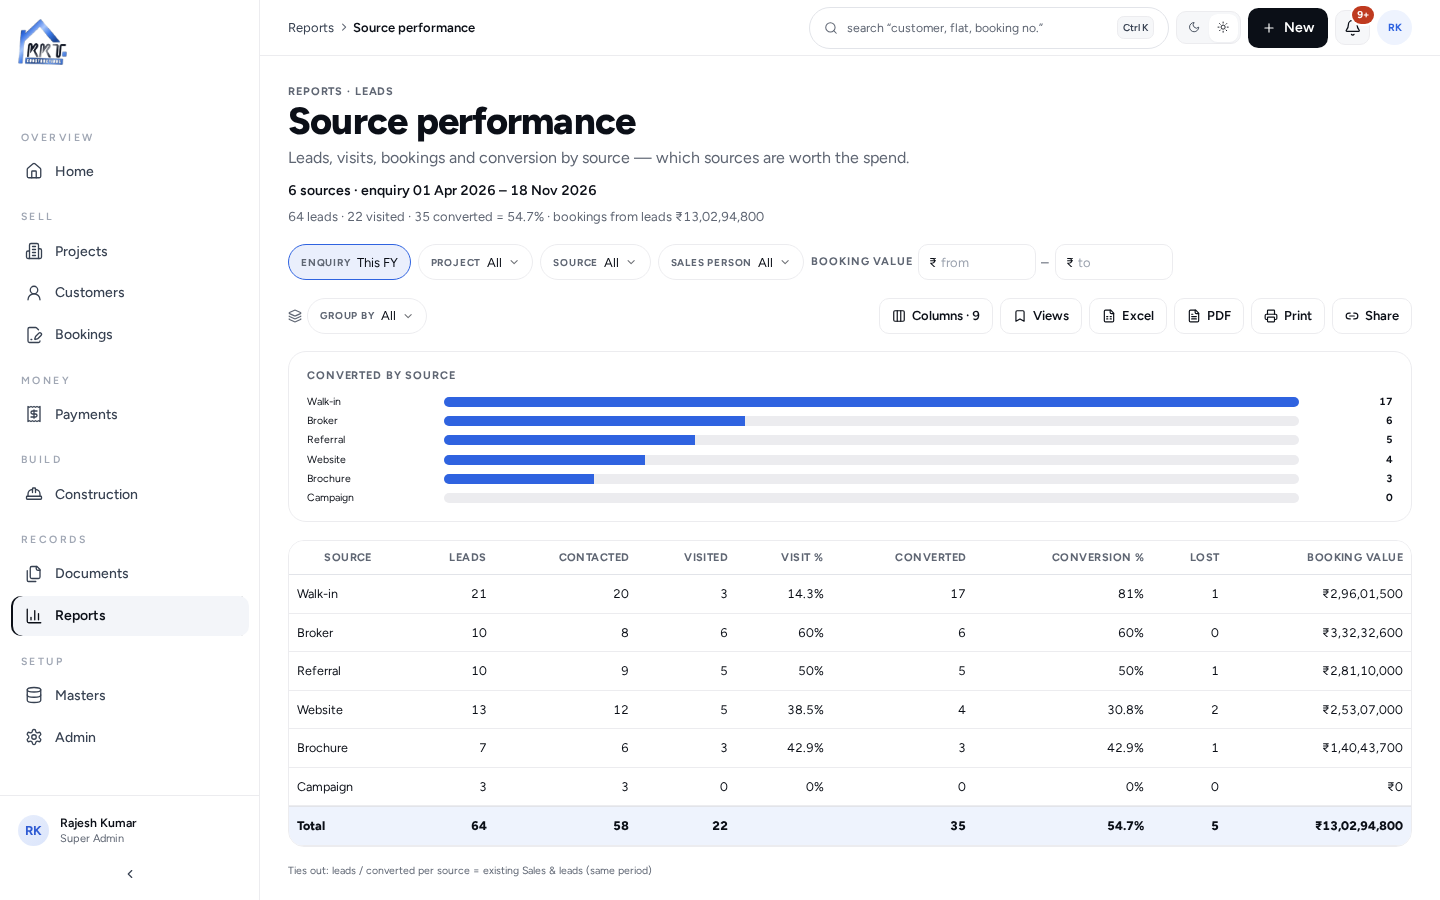 RKT
CONSTRUCTIONS
Reports › Source performance
search “customer, flat, booking no.”
Ctrl K
+ New
9+
RK
OVERVIEW
Home
SELL
Projects
Customers
Bookings
MONEY
Payments
BUILD
Construction
RECORDS
Documents
Reports
SETUP
Masters
Admin
RK
Rajesh Kumar
Super Admin
REPORTS · LEADS
Source performance
Leads, visits, bookings and conversion by source — which sources are worth the spend.
6 sources · enquiry 01 Apr 2026 – 18 Nov 2026
64 leads · 22 visited · 35 converted = 54.7% · bookings from leads ₹13,02,94,800
ENQUIRY This FY PROJECT All SOURCE All SALES PERSON All BOOKING VALUE ₹ from – ₹ to
GROUP BY All Columns · 9 Views Excel PDF Print Share
CONVERTED BY SOURCE
Walk-in 17
Broker 6
Referral 5
Website 4
Brochure 3
Campaign 0
SOURCE LEADS CONTACTED VISITED VISIT % CONVERTED CONVERSION % LOST BOOKING VALUE
Walk-in 21 20 3 14.3% 17 81% 1 ₹2,96,01,500
Broker 10 8 6 60% 6 60% 0 ₹3,32,32,600
Referral 10 9 5 50% 5 50% 1 ₹2,81,10,000
Website 13 12 5 38.5% 4 30.8% 2 ₹2,53,07,000
Brochure 7 6 3 42.9% 3 42.9% 1 ₹1,40,43,700
Campaign 3 3 0 0% 0 0% 0 ₹0
Total 64 58 22 35 54.7% 5 ₹13,02,94,800
Ties out: leads / converted per source = existing Sales & leads (same period)